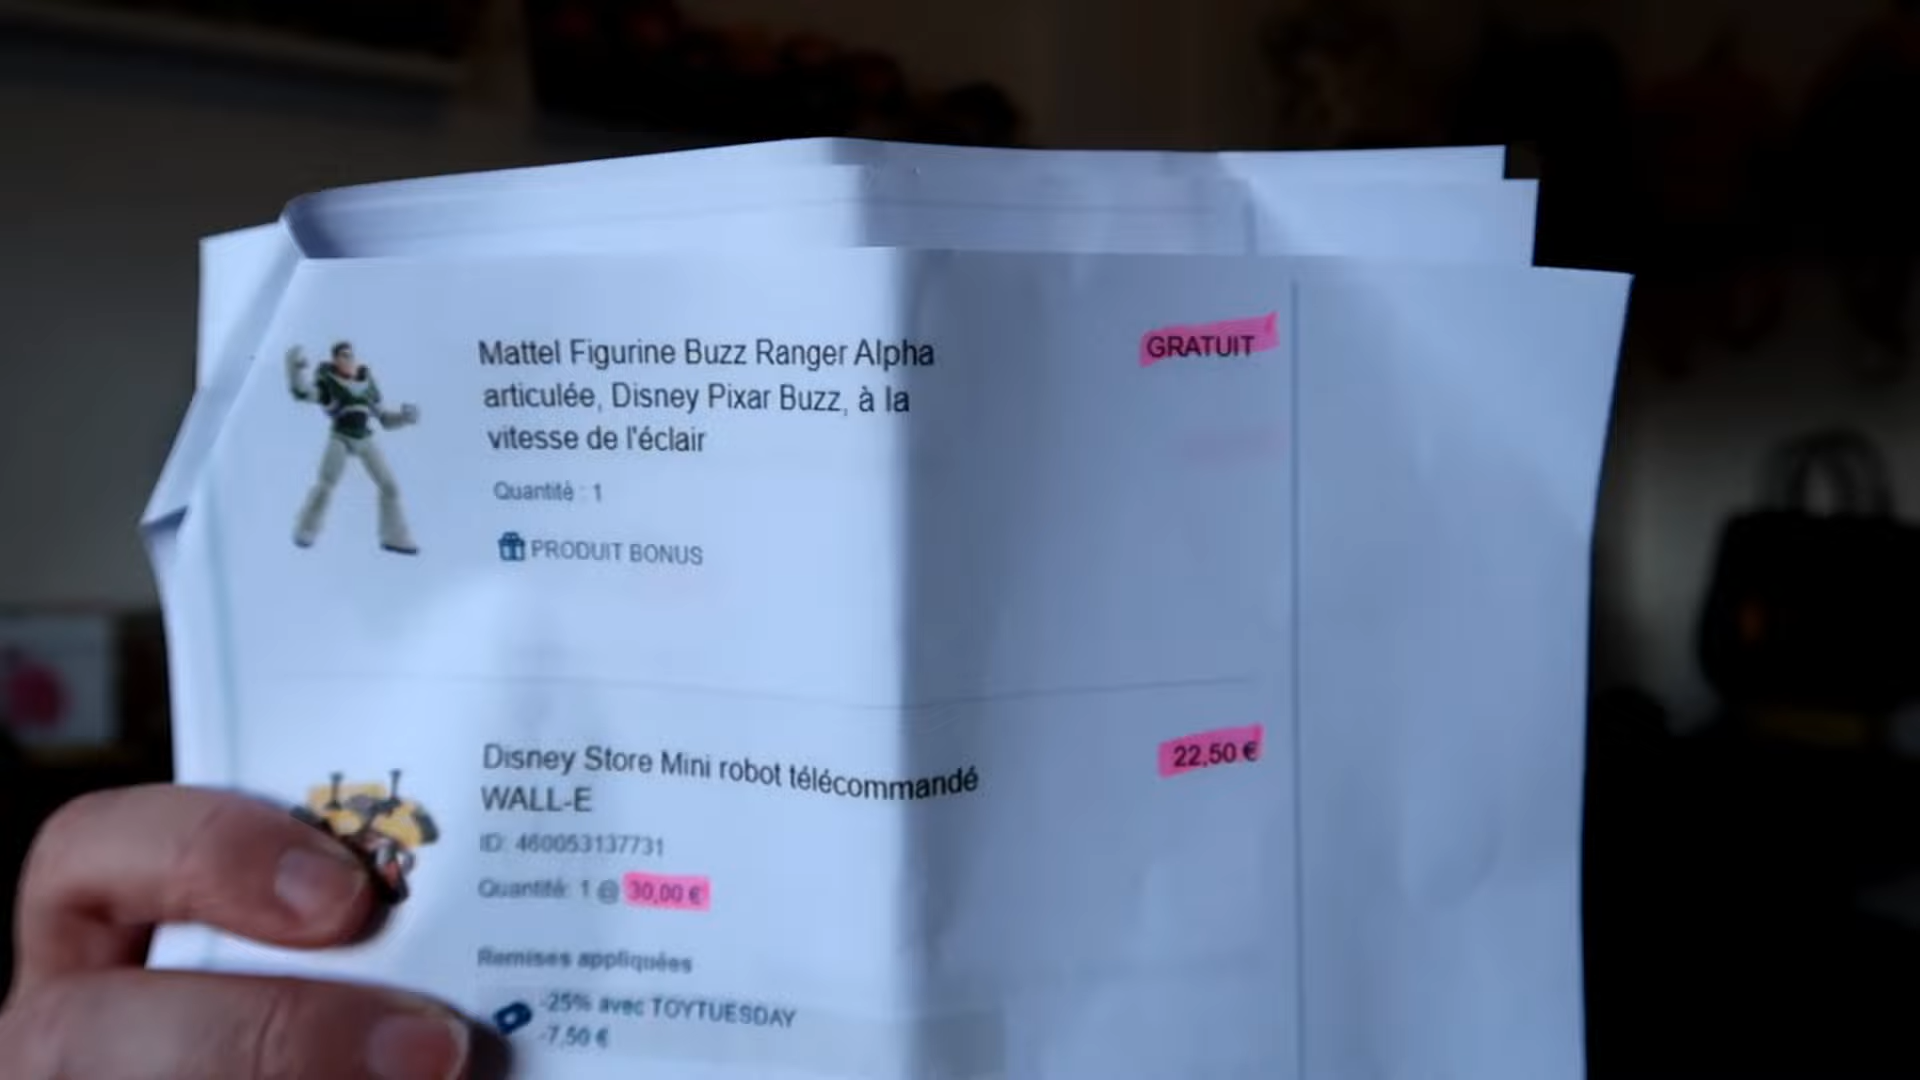 Mattel Figurine Buzz Ranger Alpha
articulée, Disney Pixar Buzz, à la
vitesse de l'éclair
GRATUIT
Quantité : 1
PRODUIT BONUS
Disney Store Mini robot télécommandé
WALL-E
22,50 €
ID: 460053137731
Quantité: 1 @ 30,00 €
Remises appliquées
-25% avec TOYTUESDAY
-7,50 €